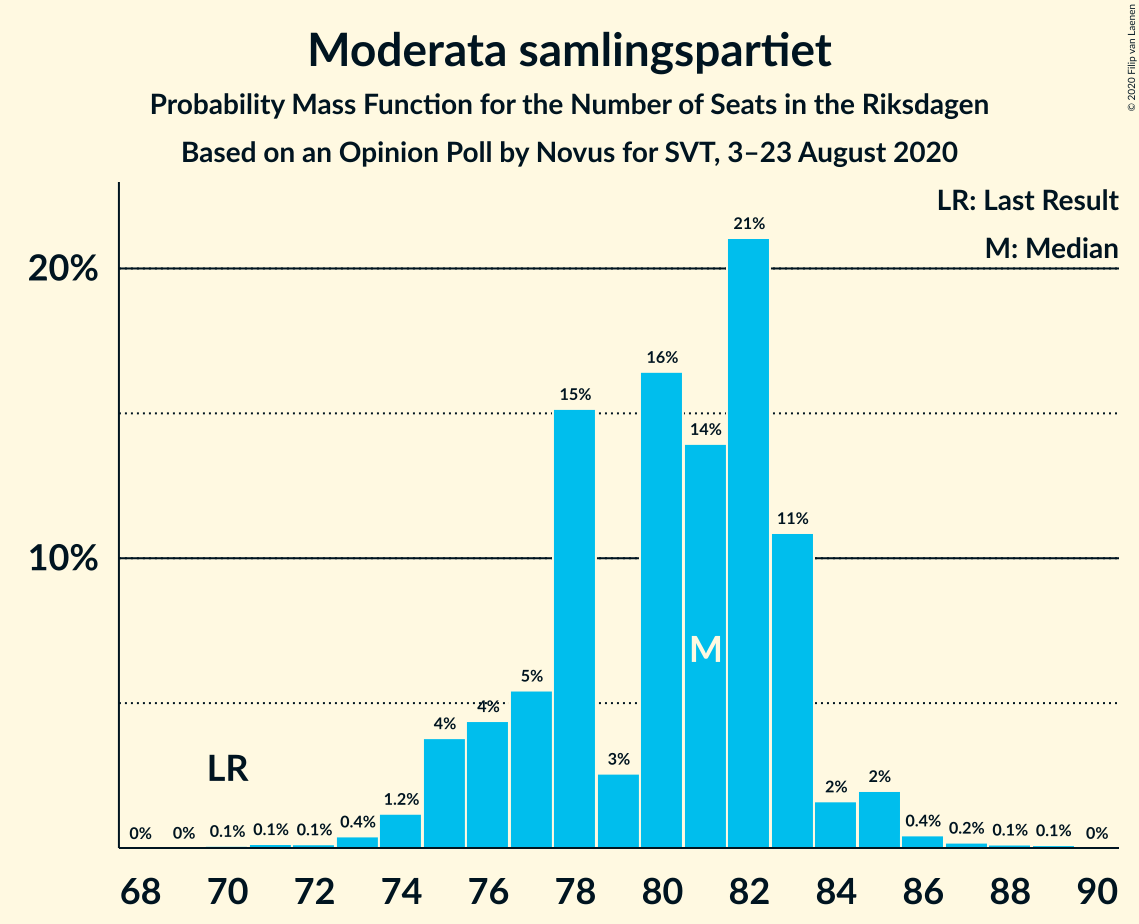 Moderata samlingspartiet
Probability Mass Function for the Number of Seats in the Riksdagen
Based on an Opinion Poll by Novus for SVT, 3–23 August 2020
© 2020 Filip van Laenen
LR: Last Result
M: Median
20%
10%
0%
0%
0.1%
0.1%
0.1%
0.4%
1.2%
4%
4%
5%
15%
3%
16%
14%
21%
11%
2%
2%
0.4%
0.2%
0.1%
0.1%
0%
LR
M
68 70 72 74 76 78 80 82 84 86 88 90